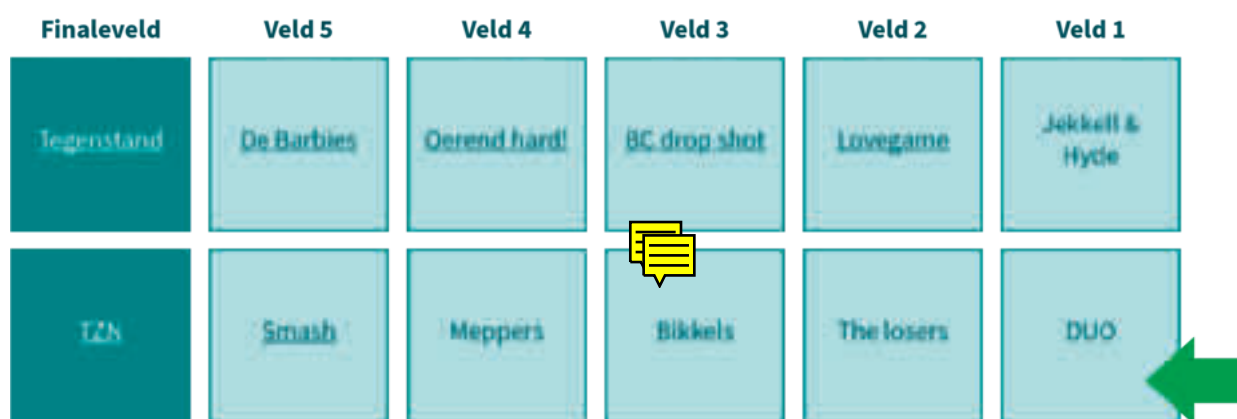 Finaleveld Veld 5 Veld 4 Veld 3 Veld 2 Veld 1
Tegenstand De Barbies Oerend hard! BC drop shot Lovegame Jekkell &
Hyde
TZN Smash Meppers Bikkels The losers DUO